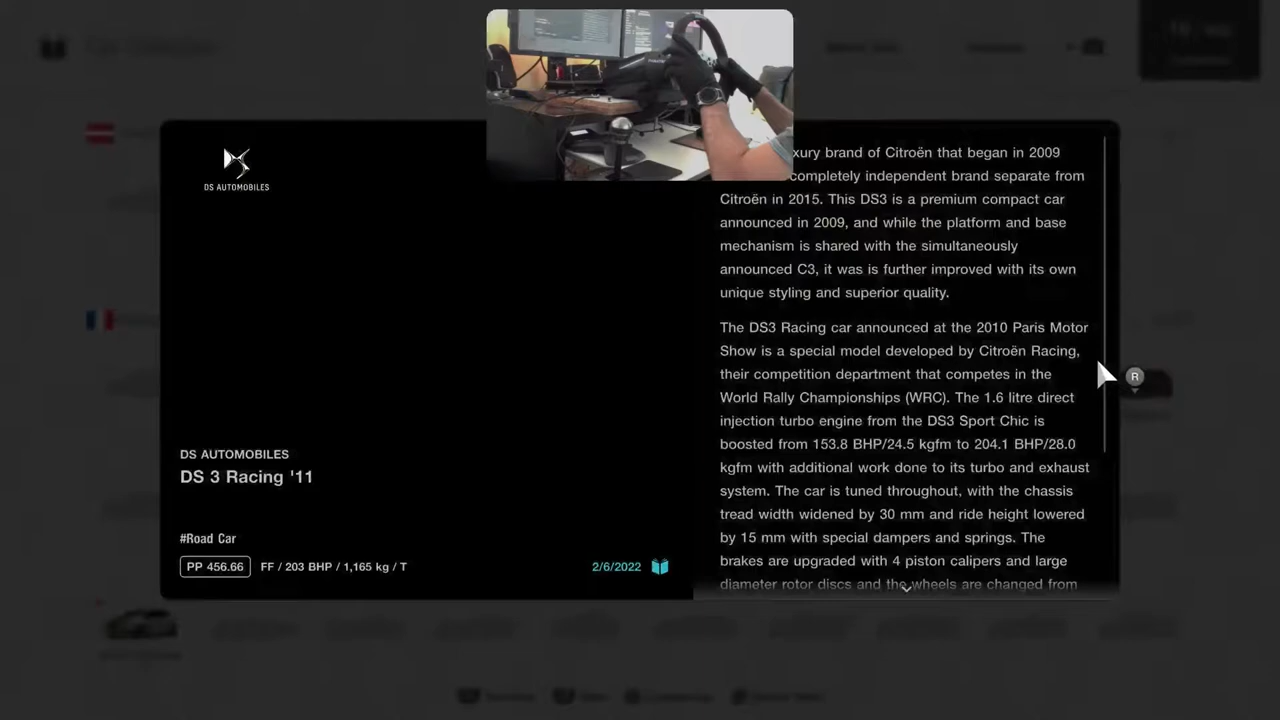 DS AUTOMOBILES
DS AUTOMOBILES
DS 3 Racing '11
#Road Car
PP 456.66 FF / 203 BHP / 1,165 kg / T 2/6/2022
xury brand of Citroën that began in 2009
completely independent brand separate from
Citroën in 2015. This DS3 is a premium compact car
announced in 2009, and while the platform and base
mechanism is shared with the simultaneously
announced C3, it was is further improved with its own
unique styling and superior quality.
The DS3 Racing car announced at the 2010 Paris Motor
Show is a special model developed by Citroën Racing,
their competition department that competes in the
World Rally Championships (WRC). The 1.6 litre direct
injection turbo engine from the DS3 Sport Chic is
boosted from 153.8 BHP/24.5 kgfm to 204.1 BHP/28.0
kgfm with additional work done to its turbo and exhaust
system. The car is tuned throughout, with the chassis
tread width widened by 30 mm and ride height lowered
by 15 mm with special dampers and springs. The
brakes are upgraded with 4 piston calipers and large
diameter rotor discs and the wheels are changed from
R